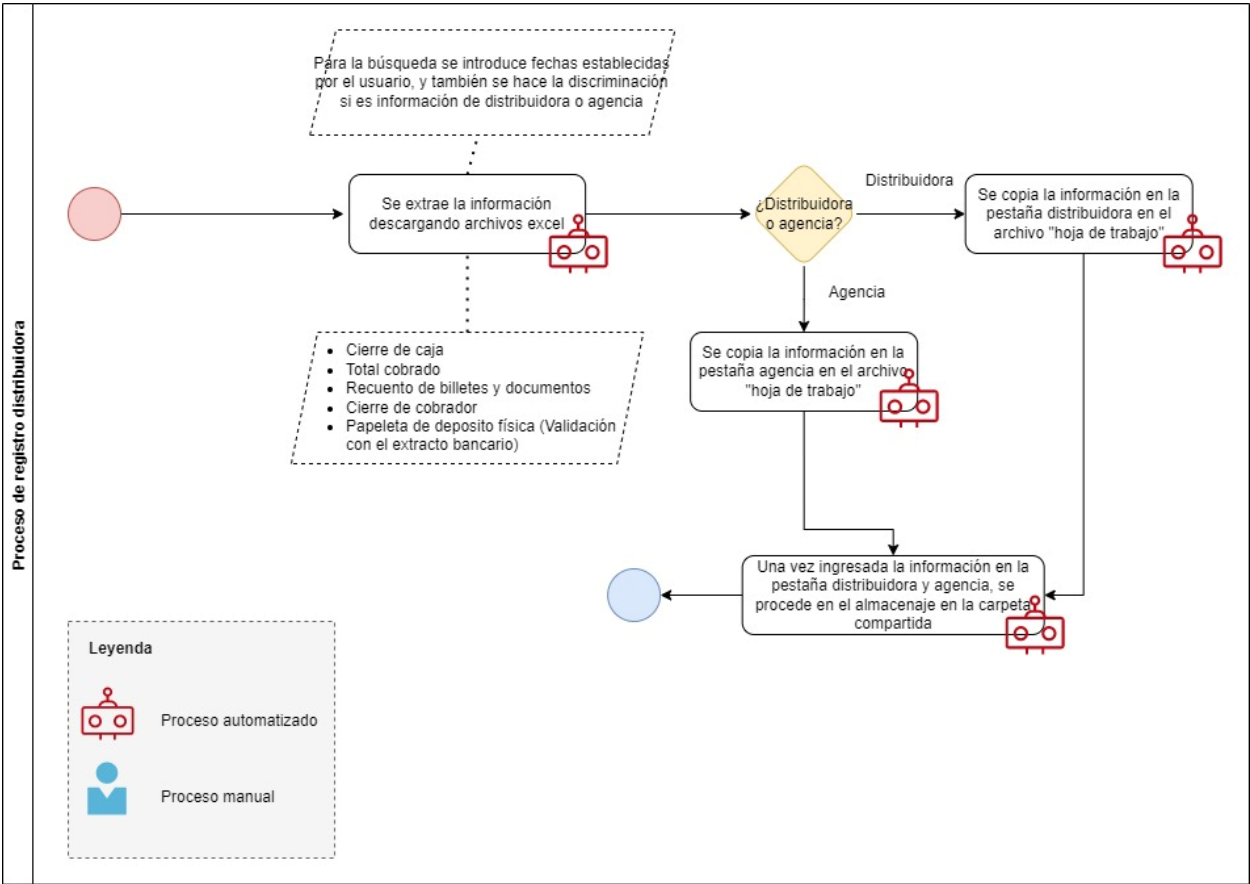 Proceso de registro distribuidora
Para la búsqueda se introduce fechas establecidas
por el usuario, y también se hace la discriminación
si es información de distribuidora o agencia
Se extrae la información
descargando archivos excel
¿Distribuidora
o agencia?
Distribuidora
Se copia la información en la
pestaña distribuidora en el
archivo "hoja de trabajo"
Agencia
Se copia la información en la
pestaña agencia en el archivo
"hoja de trabajo"
• Cierre de caja
• Total cobrado
• Recuento de billetes y documentos
• Cierre de cobrador
• Papeleta de deposito física (Validación
con el extracto bancario)
Una vez ingresada la información en la
pestaña distribuidora y agencia, se
procede en el almacenaje en la carpeta
compartida
Leyenda
Proceso automatizado
Proceso manual